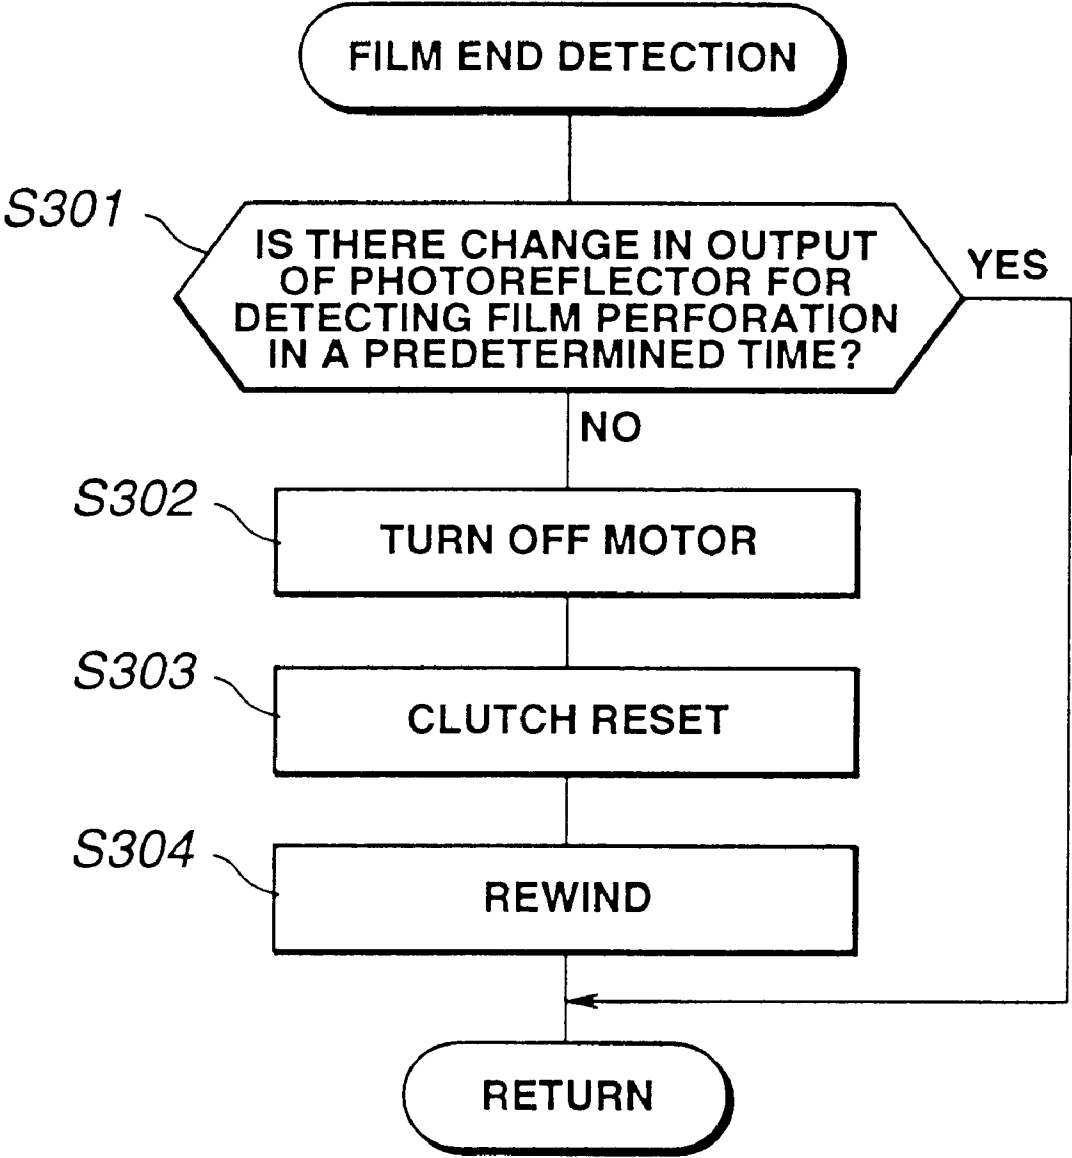 FILM END DETECTION
S301
IS THERE CHANGE IN OUTPUT
OF PHOTOREFLECTOR FOR
DETECTING FILM PERFORATION
IN A PREDETERMINED TIME?
YES
NO
S302
TURN OFF MOTOR
S303
CLUTCH RESET
S304
REWIND
RETURN